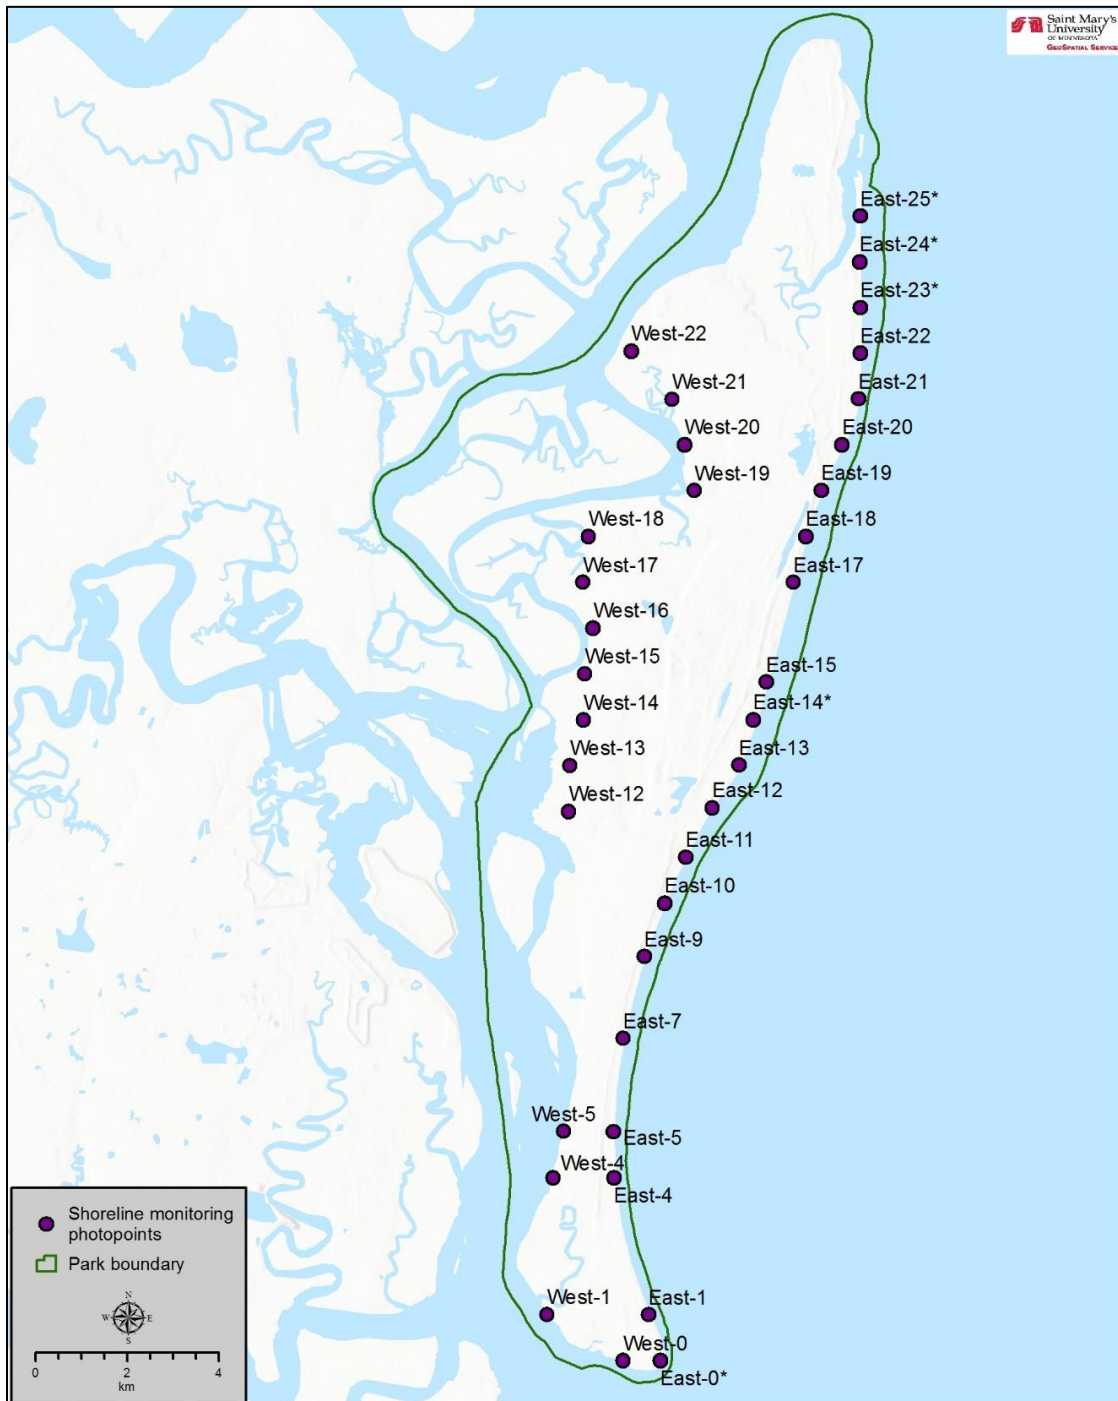 Saint Mary's
University
OF MINNESOTA
GEOSPATIAL SERVICE
East-25*
East-24*
East-23*
West-22
East-22
West-21
East-21
West-20
East-20
West-19
East-19
West-18
East-18
West-17
East-17
West-16
West-15
East-15
West-14
East-14*
West-13
East-13
West-12
East-12
East-11
East-10
East-9
East-7
West-5
East-5
West-4
East-4
West-1
East-1
West-0
East-0*
Shoreline monitoring
photopoints
Park boundary
N
W E
S
0 2 4
km